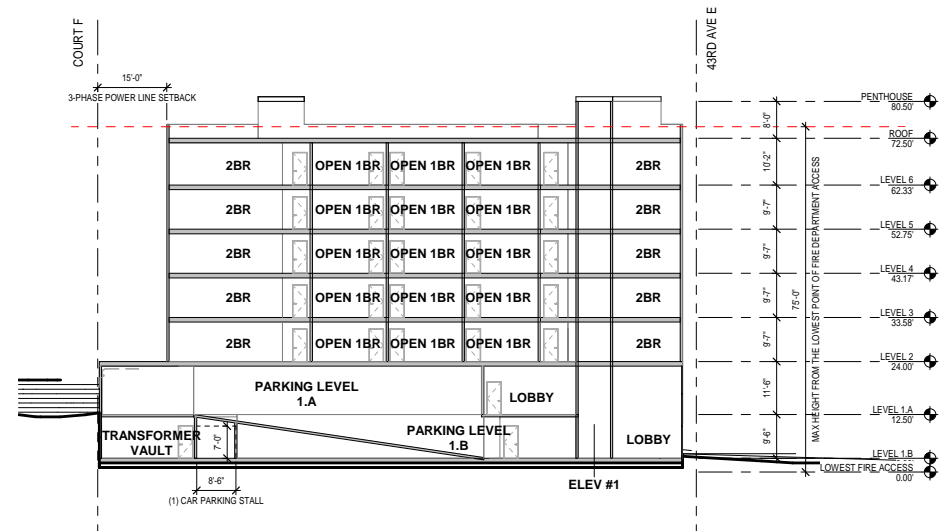 COURT F
43RD AVE E
15'-0"
3-PHASE POWER LINE SETBACK
PENTHOUSE
80.50'
8'-0"
ROOF
72.50'
10'-2"
2BR OPEN 1BR OPEN 1BR OPEN 1BR 2BR
LEVEL 6
62.33'
9'-7"
2BR OPEN 1BR OPEN 1BR OPEN 1BR 2BR
LEVEL 5
52.75'
9'-7"
2BR OPEN 1BR OPEN 1BR OPEN 1BR 2BR
LEVEL 4
43.17'
9'-7"
2BR OPEN 1BR OPEN 1BR OPEN 1BR 2BR
LEVEL 3
33.58'
9'-7"
2BR OPEN 1BR OPEN 1BR OPEN 1BR 2BR
LEVEL 2
24.00'
75'-0"
MAX HEIGHT FROM THE LOWEST POINT OF FIRE DEPARTMENT ACCESS
11'-6"
PARKING LEVEL
1.A
LOBBY
LEVEL 1.A
12.50'
9'-6"
TRANSFORMER
VAULT
7'-0"
PARKING LEVEL
1.B
LOBBY
LEVEL 1.B
LOWEST FIRE ACCESS
0.00'
8'-6"
(1) CAR PARKING STALL
ELEV #1